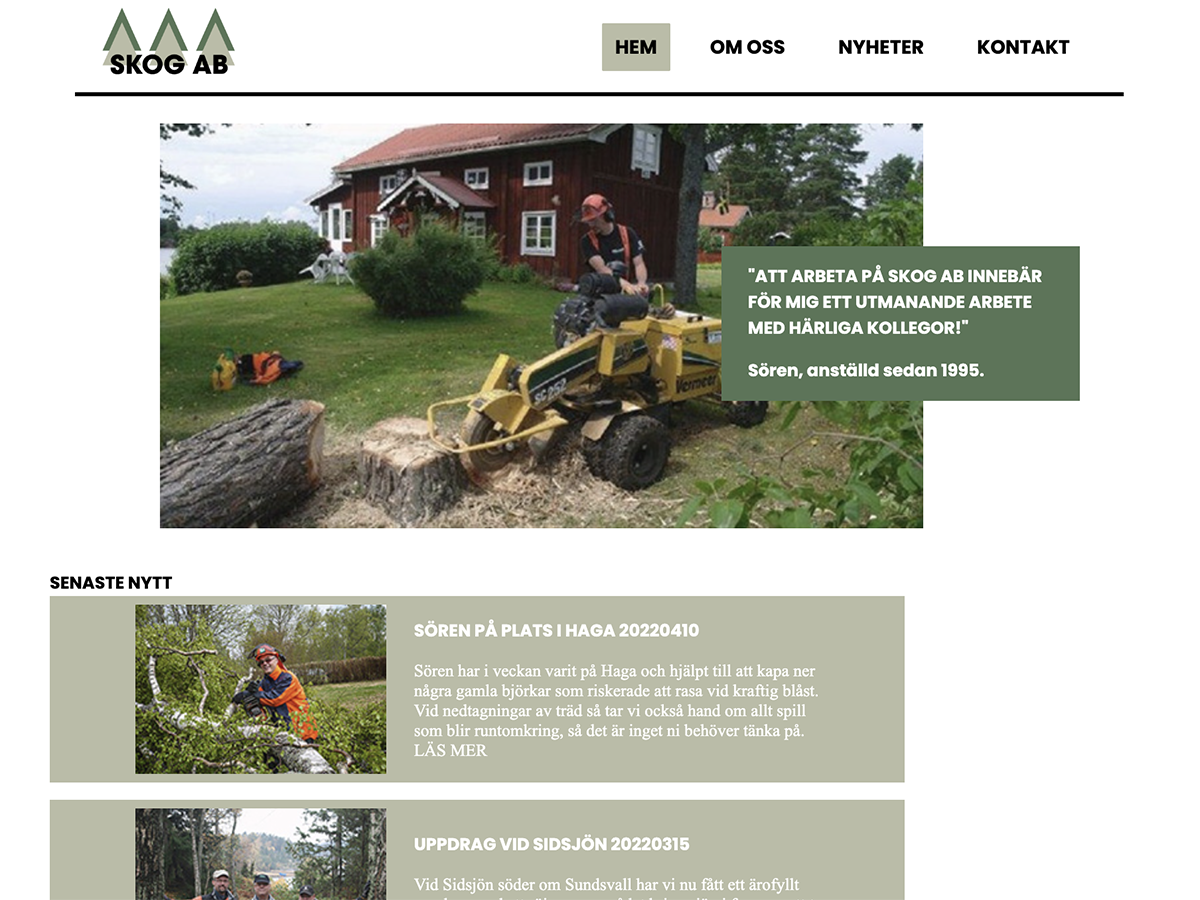 SKOG AB
HEM
OM OSS
NYHETER
KONTAKT
SC 252
Vermeer
"ATT ARBETA PÅ SKOG AB INNEBÄR
FÖR MIG ETT UTMANANDE ARBETE
MED HÄRLIGA KOLLEGOR!"
Sören, anställd sedan 1995.
SENASTE NYTT
SÖREN PÅ PLATS I HAGA 20220410
Sören har i veckan varit på Haga och hjälpt till att kapa ner
några gamla björkar som riskerade att rasa vid kraftig blåst.
Vid nedtagningar av träd så tar vi också hand om allt spill
som blir runtomkring, så det är inget ni behöver tänka på.
LÄS MER
UPPDRAG VID SIDSJÖN 20220315
Vid Sidsjön söder om Sundsvall har vi nu fått ett ärofyllt